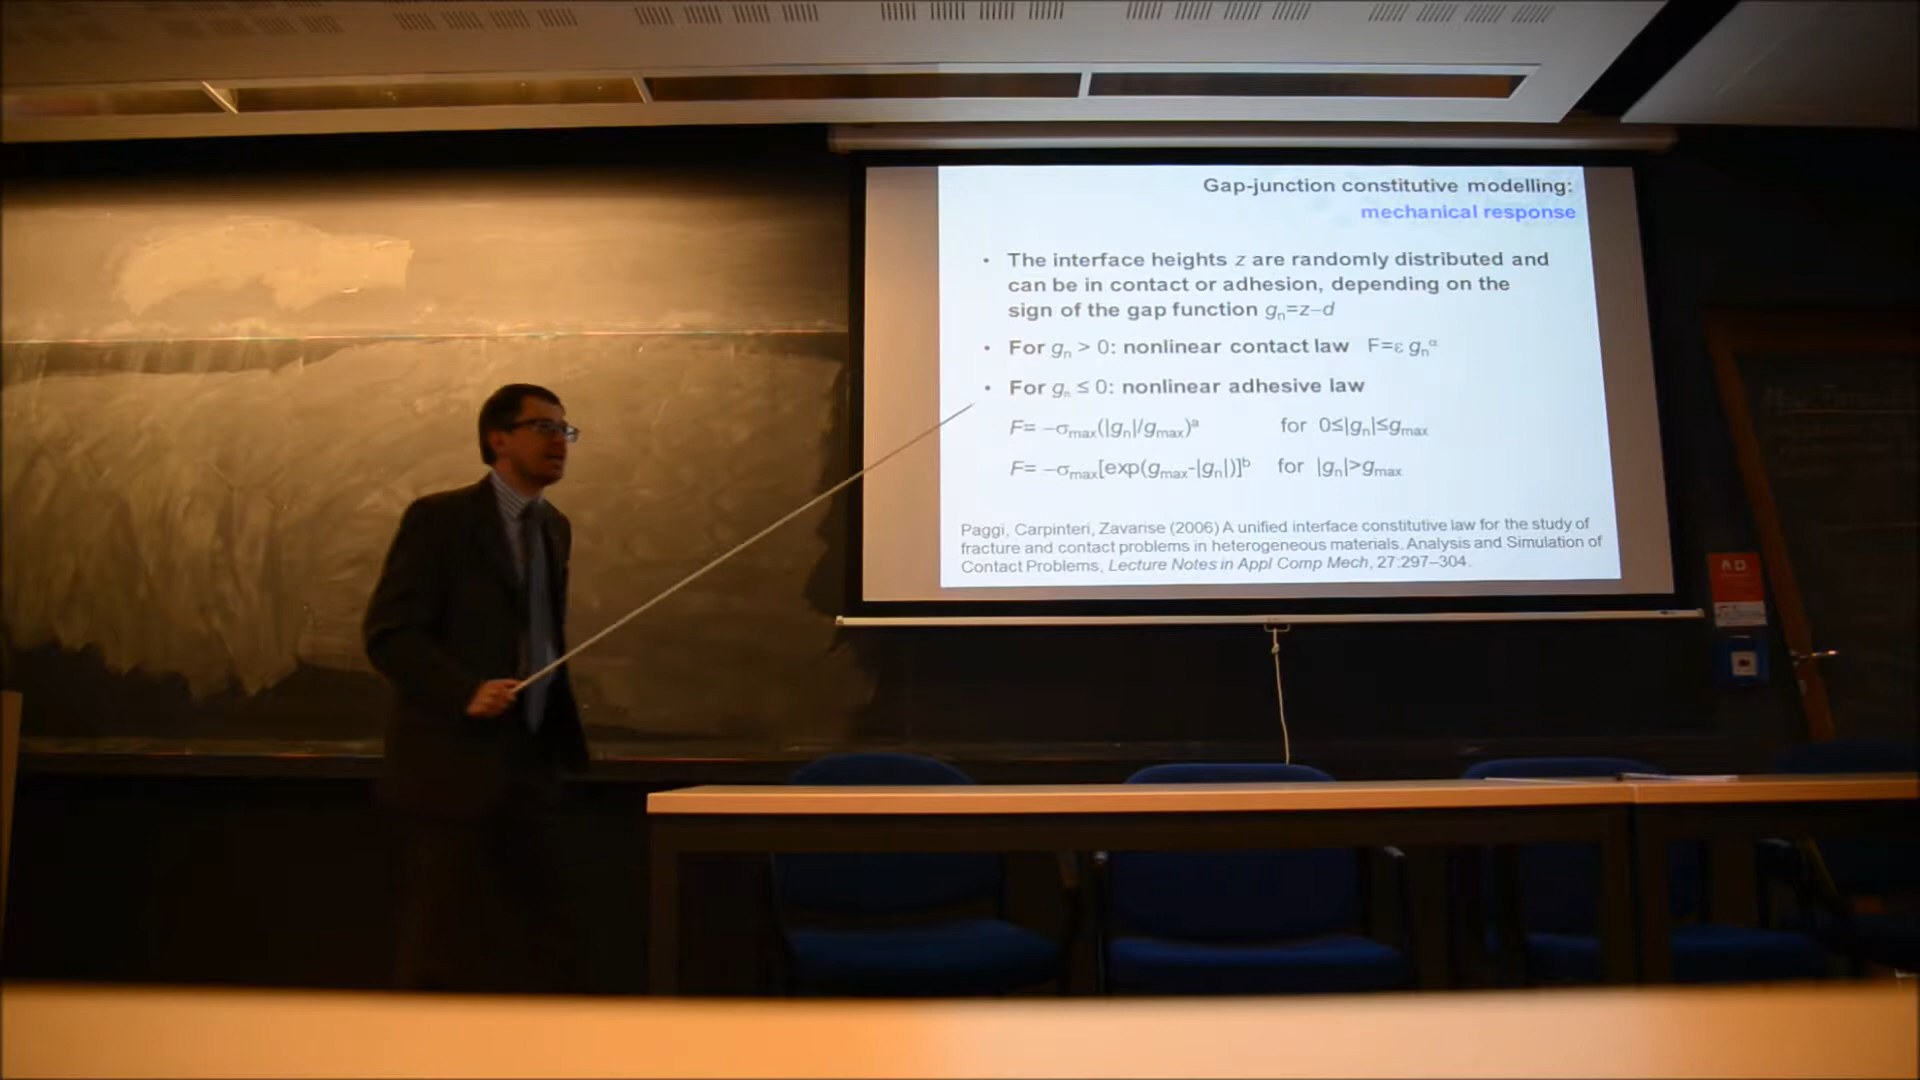 Gap-junction constitutive modelling:
mechanical response
• The interface heights z are randomly distributed and
can be in contact or adhesion, depending on the
sign of the gap function gₙ=z−d
• For gₙ > 0: nonlinear contact law F=ε gₙᵅ
• For gₙ ≤ 0: nonlinear adhesive law
F= −σmax(|gₙ|/gmax)ᵃ for 0≤|gₙ|≤gmax
F= −σmax[exp(gmax-|gₙ|)]ᵇ for |gₙ|>gmax
Paggi, Carpinteri, Zavarise (2006) A unified interface constitutive law for the study of
fracture and contact problems in heterogeneous materials, Analysis and Simulation of
Contact Problems, Lecture Notes in Appl Comp Mech, 27:297–304.